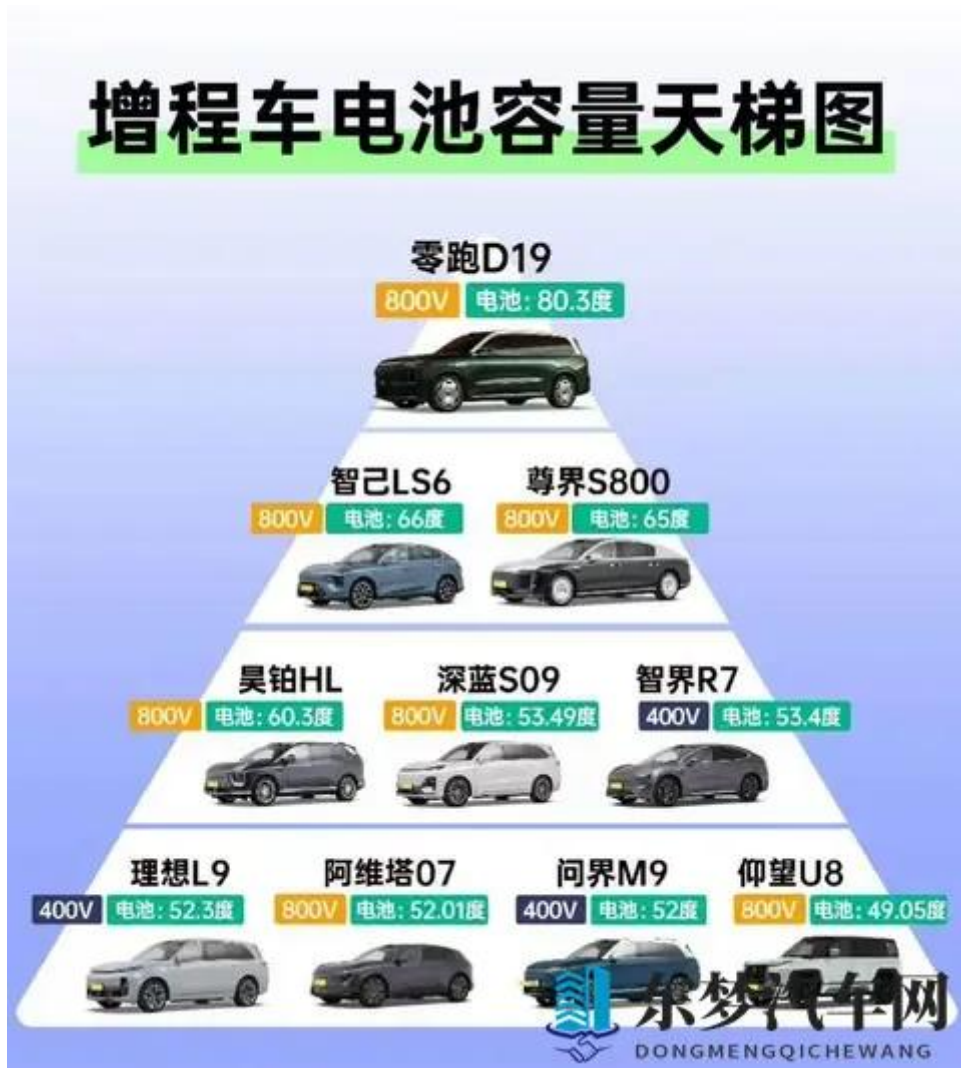 增程车电池容量天梯图
零跑D19
800V 电池：80.3度
智己LS6 尊界S800
800V 电池：66度 800V 电池：65度
昊铂HL 深蓝S09 智界R7
800V 电池：60.3度 800V 电池：53.49度 400V 电池：53.4度
理想L9 阿维塔07 问界M9 仰望U8
400V 电池：52.3度 800V 电池：52.01度 400V 电池：52度 800V 电池：49.05度
东梦汽车网
DONGMENGQICHEWANG